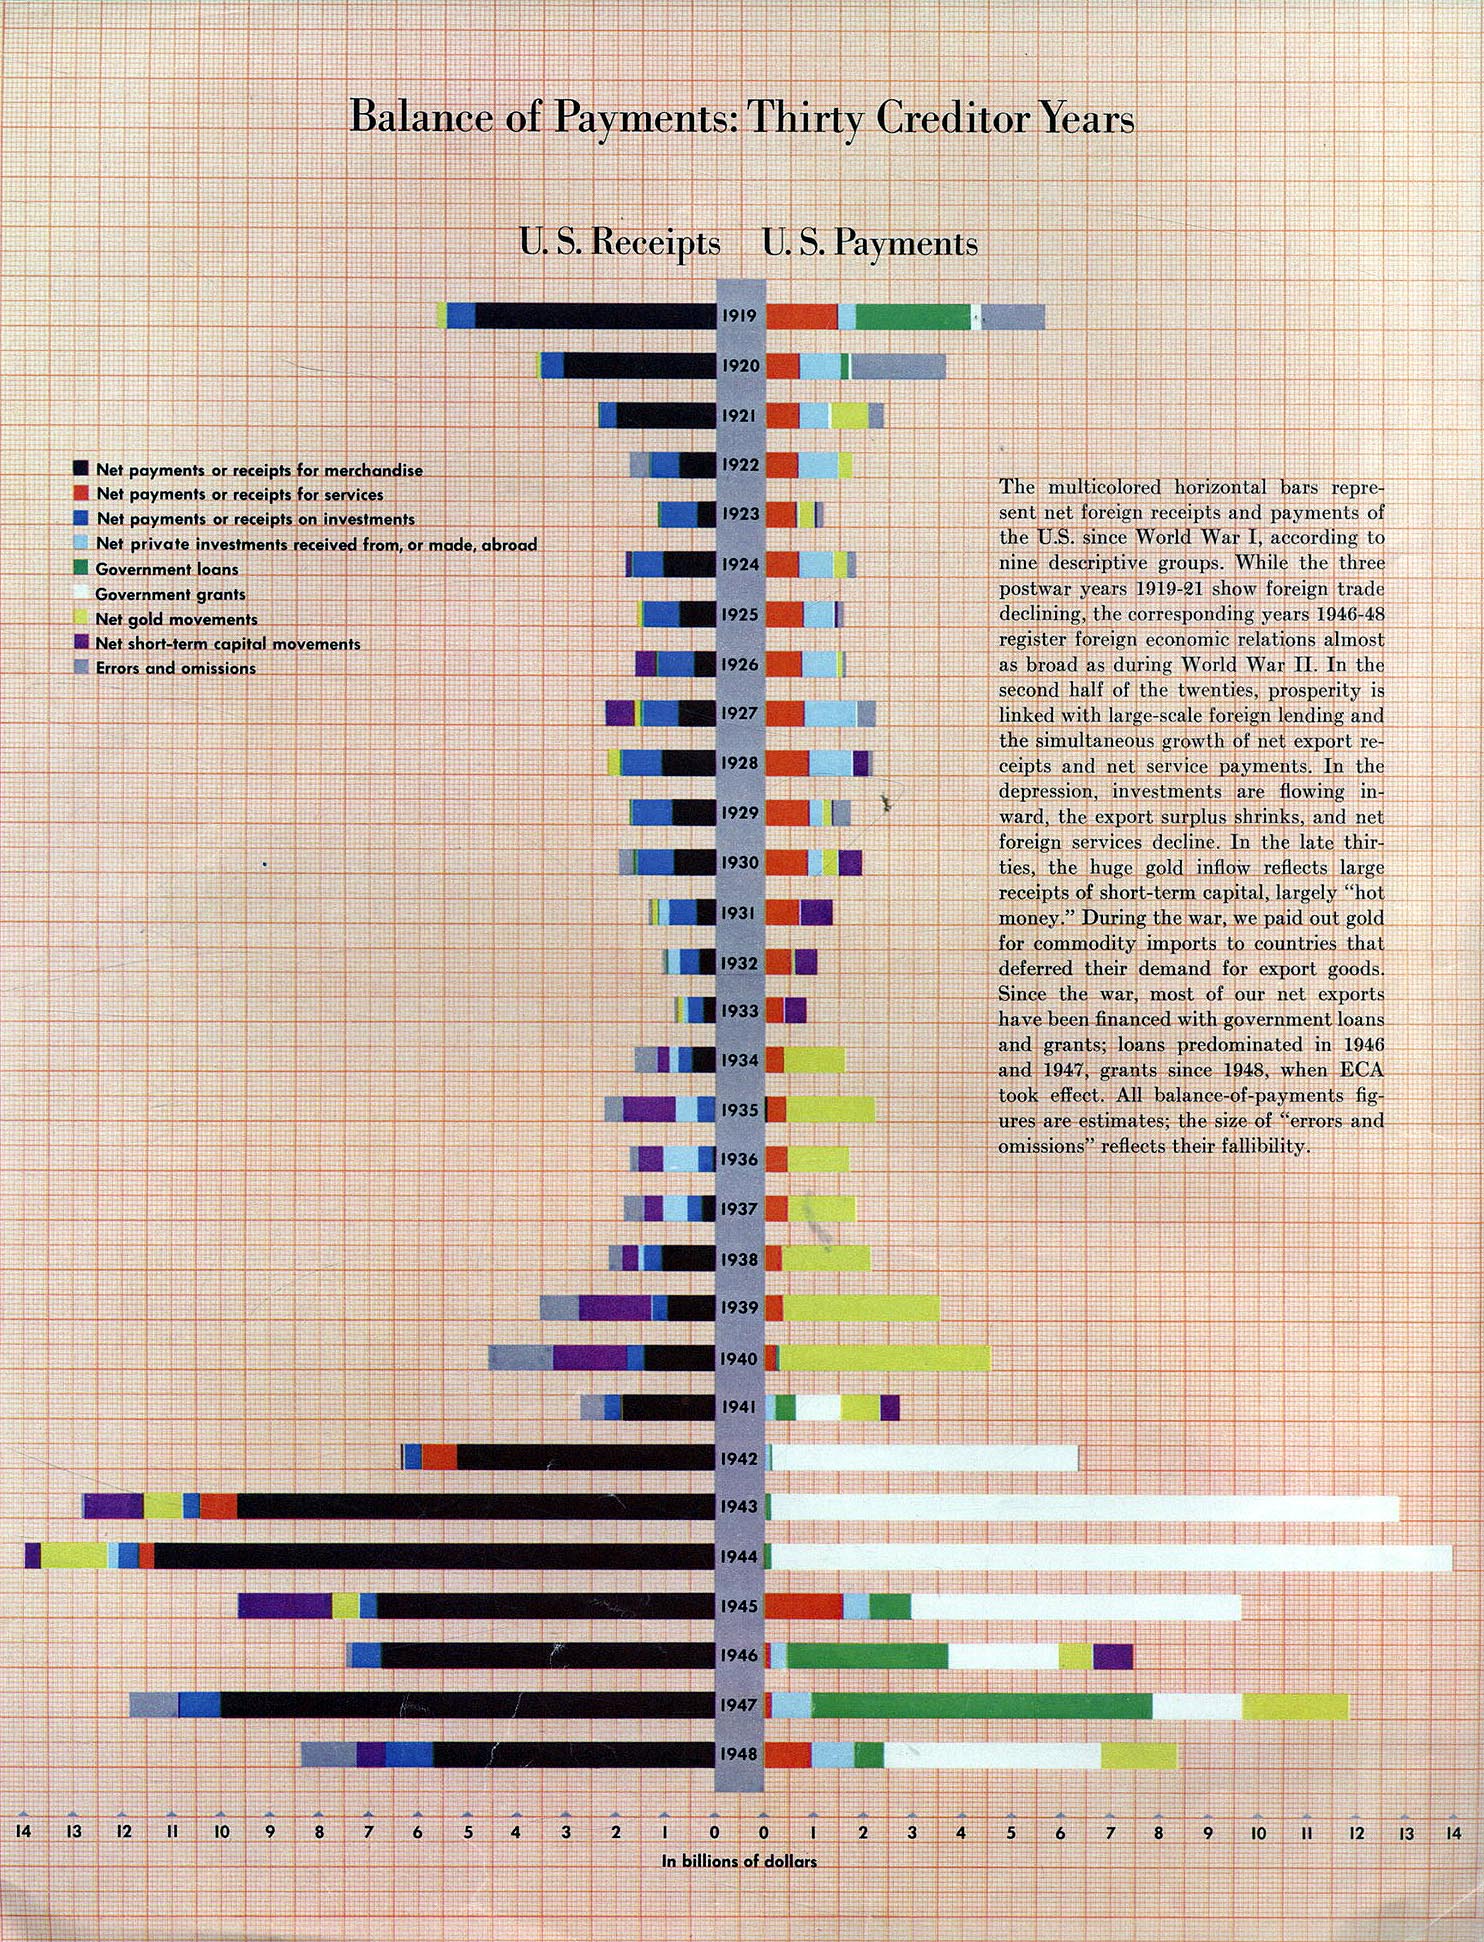 Balance of Payments: Thirty Creditor Years
U. S. Receipts
U. S. Payments
Net payments or receipts for merchandise
Net payments or receipts for services
Net payments or receipts on investments
Net private investments received from, or made, abroad
Government loans
Government grants
Net gold movements
Net short-term capital movements
Errors and omissions
1919
1920
1921
1922
1923
1924
1925
1926
1927
1928
1929
1930
1931
1932
1933
1934
1935
1936
1937
1938
1939
1940
1941
1942
1943
1944
1945
1946
1947
1948
The multicolored horizontal bars repre-
sent net foreign receipts and payments of
the U.S. since World War I, according to
nine descriptive groups. While the three
postwar years 1919-21 show foreign trade
declining, the corresponding years 1946-48
register foreign economic relations almost
as broad as during World War II. In the
second half of the twenties, prosperity is
linked with large-scale foreign lending and
the simultaneous growth of net export re-
ceipts and net service payments. In the
depression, investments are flowing in-
ward, the export surplus shrinks, and net
foreign services decline. In the late thir-
ties, the huge gold inflow reflects large
receipts of short-term capital, largely “hot
money.” During the war, we paid out gold
for commodity imports to countries that
deferred their demand for export goods.
Since the war, most of our net exports
have been financed with government loans
and grants; loans predominated in 1946
and 1947, grants since 1948, when ECA
took effect. All balance-of-payments fig-
ures are estimates; the size of “errors and
omissions” reflects their fallibility.
14 13 12 11 10 9 8 7 6 5 4 3 2 1 0 0 1 2 3 4 5 6 7 8 9 10 11 12 13 14
In billions of dollars